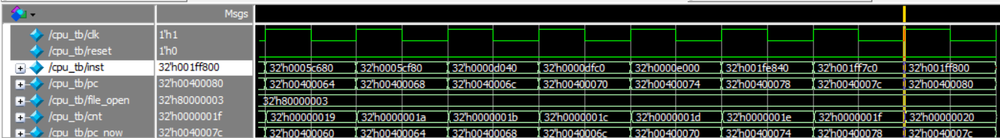 Msgs
/cpu_tb/clk 1'h1
/cpu_tb/reset 1'h0
/cpu_tb/inst 32'h001ff800 32'h0005c680 32'h0005cf80 32'h0000d040 32'h0000dfc0 32'h0000e000 32'h001fe840 32'h001ff7c0 32'h001ff800
/cpu_tb/pc 32'h00400080 32'h00400064 32'h00400068 32'h0040006c 32'h00400070 32'h00400074 32'h00400078 32'h0040007c 32'h00400080
/cpu_tb/file_open 32'h80000003 32'h80000003
/cpu_tb/cnt 32'h0000001f 32'h00000019 32'h0000001a 32'h0000001b 32'h0000001c 32'h0000001d 32'h0000001e 32'h0000001f 32'h00000020
/cpu_tb/pc_now 32'h0040007c 32'h00400060 32'h00400064 32'h00400068 32'h0040006c 32'h00400070 32'h00400074 32'h00400078 32'h0040007c